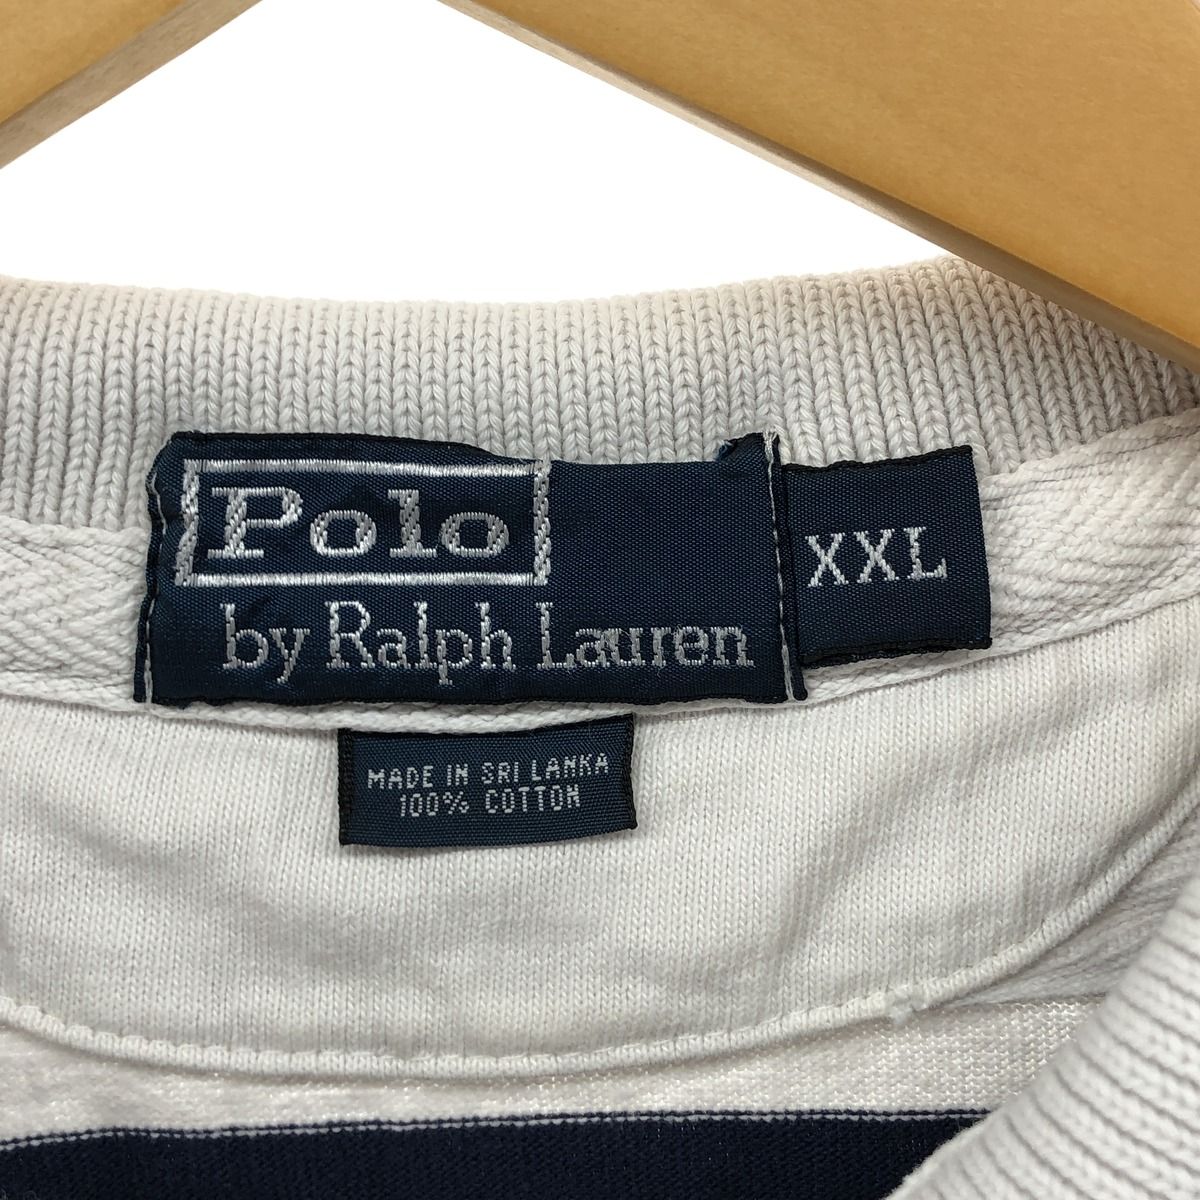 Polo
by Ralph Lauren
XXL
MADE IN SRI LANKA
100% COTTON